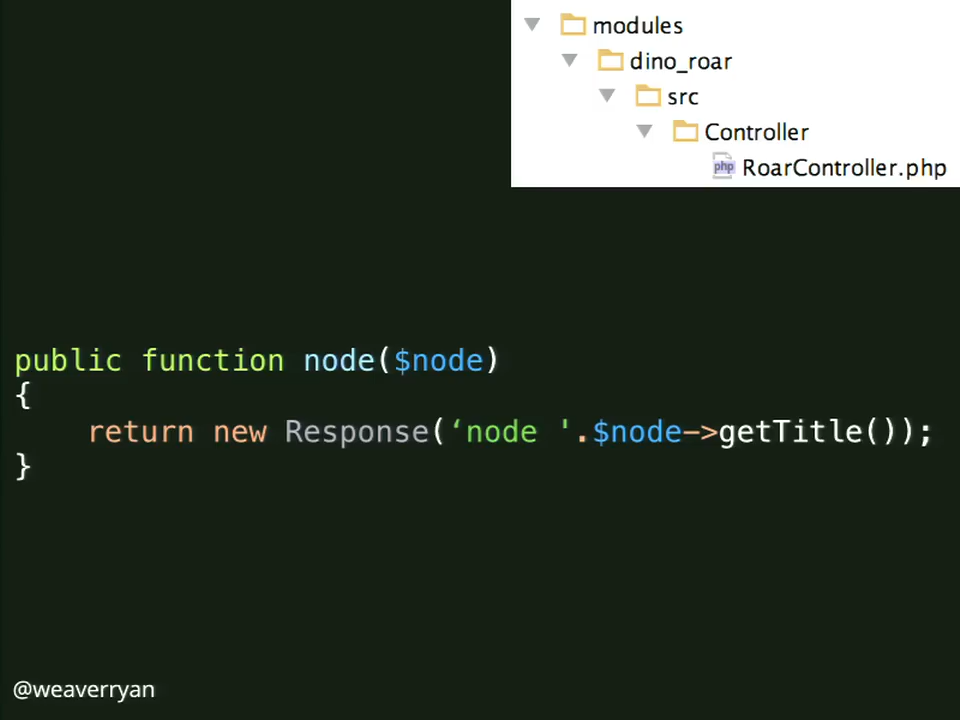 modules
dino_roar
src
Controller
php RoarController.php
public function node($node)
{
    return new Response(‘node '.$node->getTitle());
}
@weaverryan